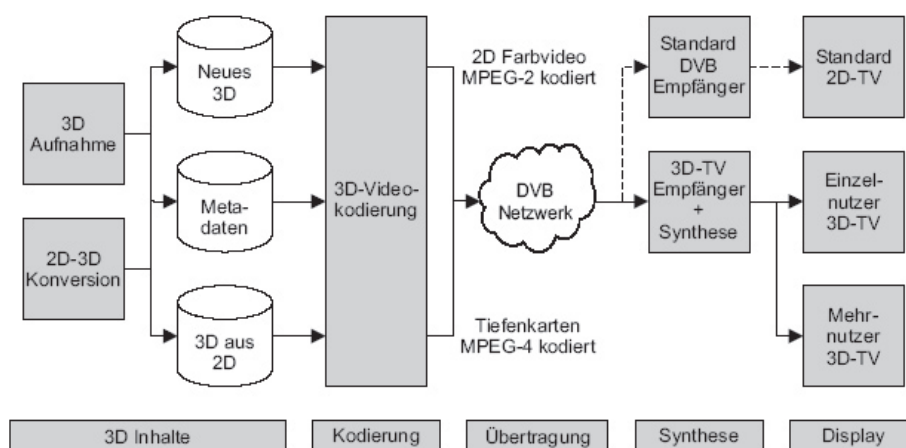 3D
Aufnahme
2D-3D
Konversion
Neues
3D
Meta-
daten
3D aus
2D
3D-Video-
kodierung
2D Farbvideo
MPEG-2 kodiert
DVB
Netzwerk
Tiefenkarten
MPEG-4 kodiert
Standard
DVB
Empfänger
3D-TV
Empfänger
+
Synthese
Standard
2D-TV
Einzel-
nutzer
3D-TV
Mehr-
nutzer
3D-TV
3D Inhalte
Kodierung
Übertragung
Synthese
Display